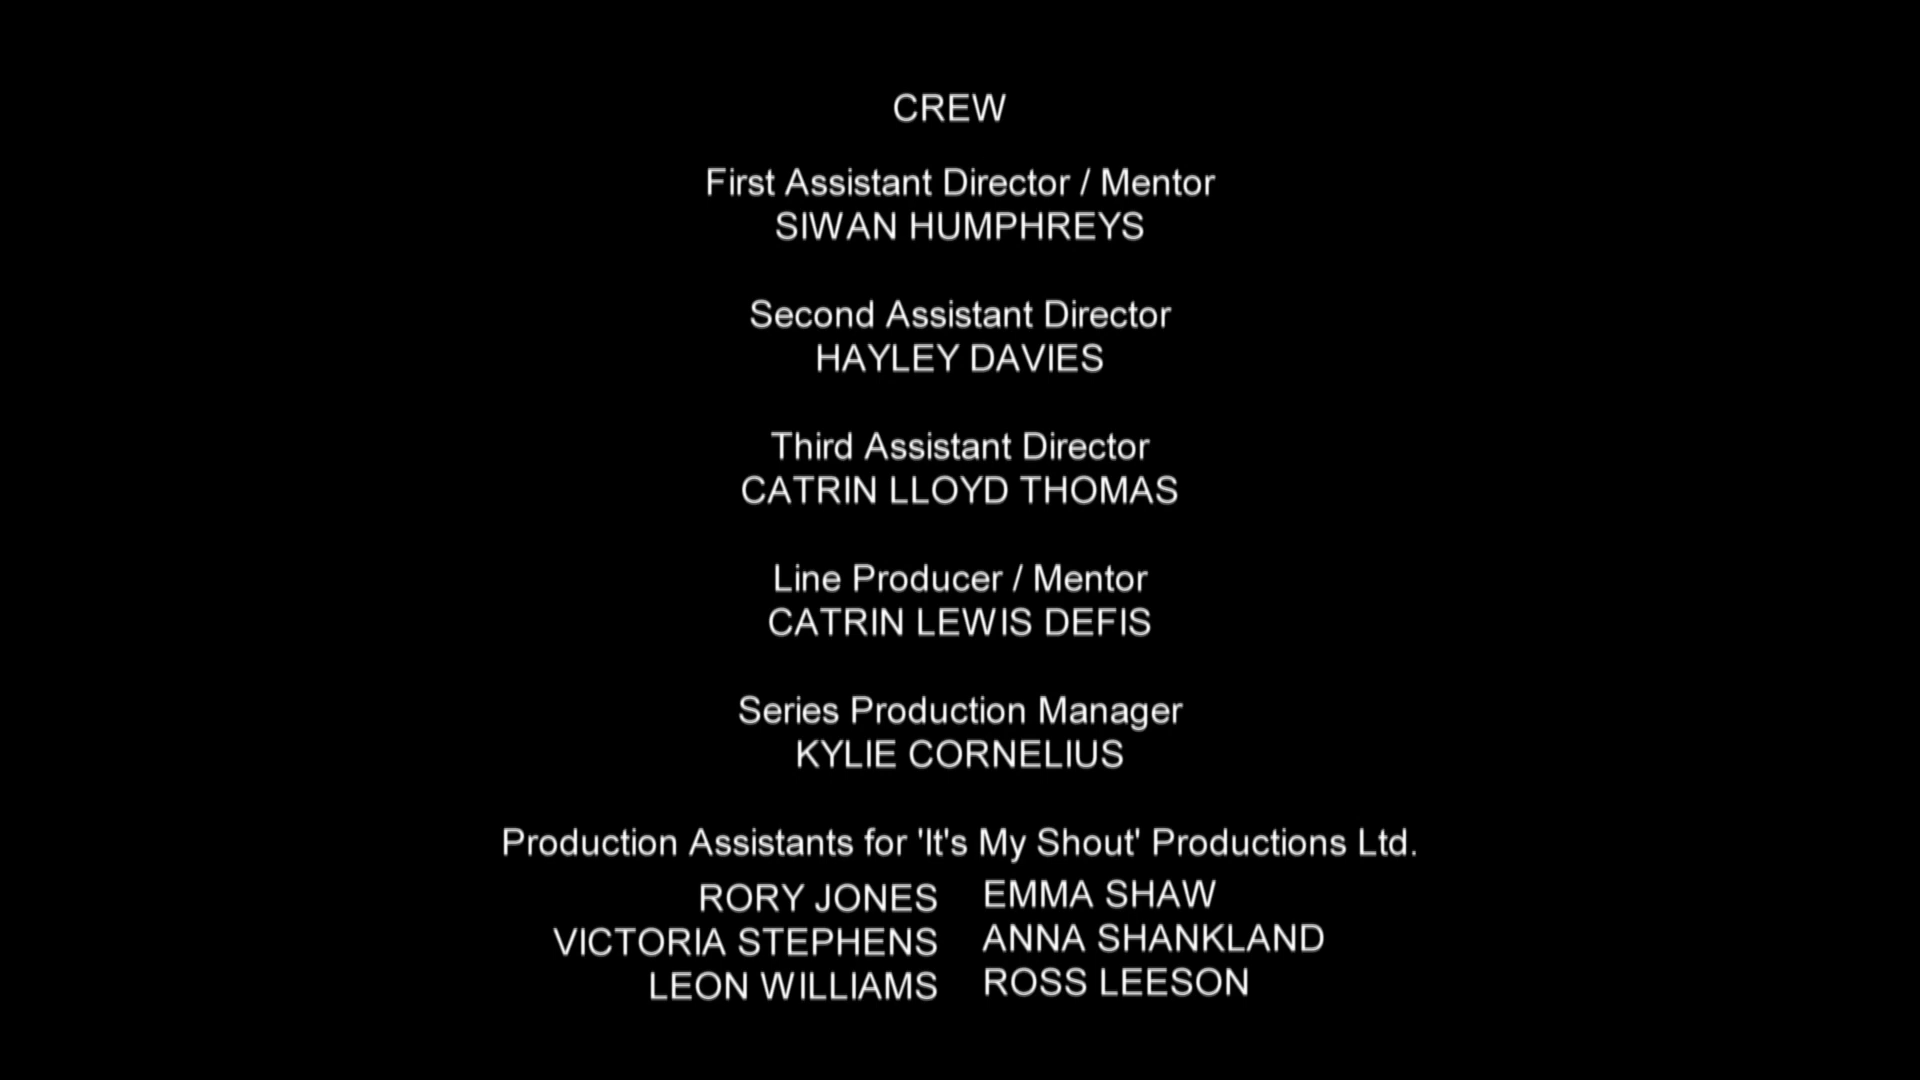 CREW
First Assistant Director / Mentor
SIWAN HUMPHREYS
Second Assistant Director
HAYLEY DAVIES
Third Assistant Director
CATRIN LLOYD THOMAS
Line Producer / Mentor
CATRIN LEWIS DEFIS
Series Production Manager
KYLIE CORNELIUS
Production Assistants for 'It's My Shout' Productions Ltd.
RORY JONES EMMA SHAW
VICTORIA STEPHENS ANNA SHANKLAND
LEON WILLIAMS ROSS LEESON